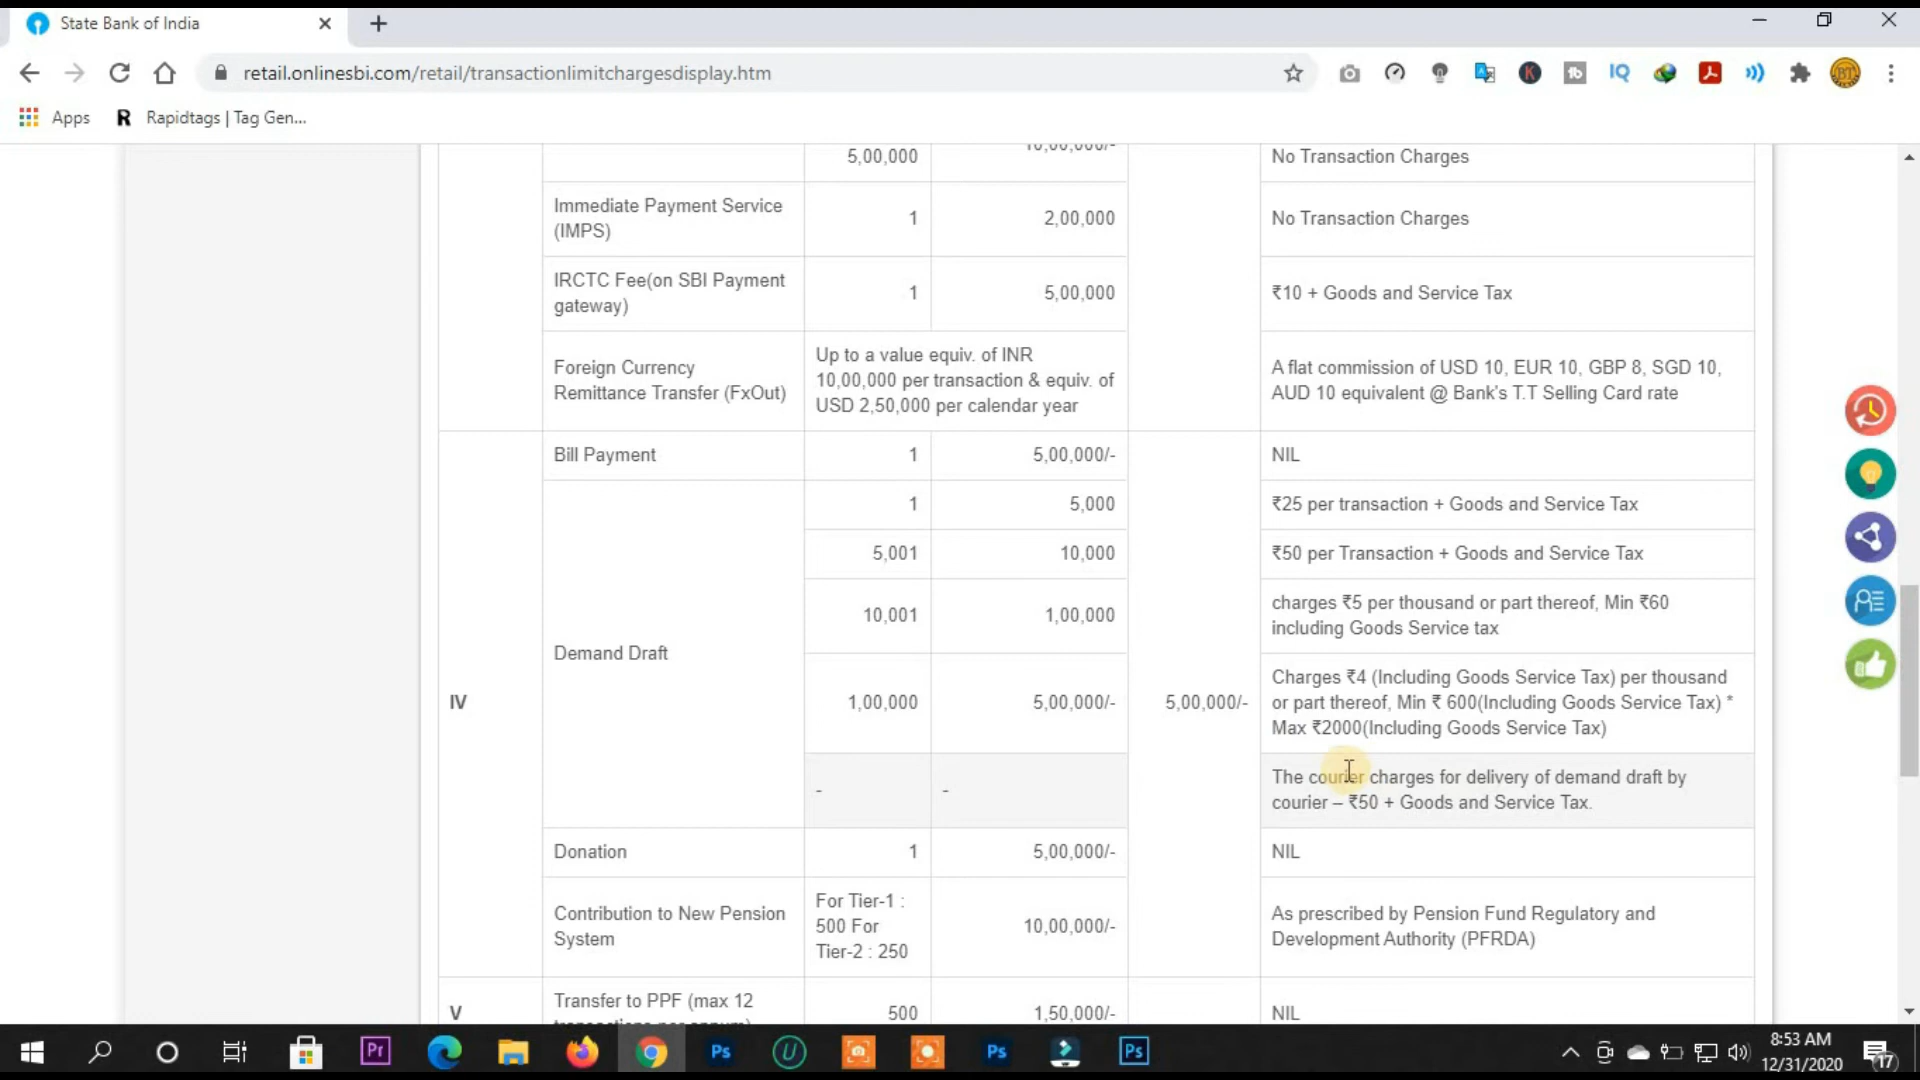 State Bank of India
retail.onlinesbi.com/retail/transactionlimitchargesdisplay.htm
Apps
R Rapidtags | Tag Gen...
5,00,000
10,00,000/-
No Transaction Charges
Immediate Payment Service
(IMPS)
1
2,00,000
No Transaction Charges
IRCTC Fee(on SBI Payment
gateway)
1
5,00,000
₹10 + Goods and Service Tax
Foreign Currency
Remittance Transfer (FxOut)
Up to a value equiv. of INR
10,00,000 per transaction & equiv. of
USD 2,50,000 per calendar year
A flat commission of USD 10, EUR 10, GBP 8, SGD 10,
AUD 10 equivalent @ Bank's T.T Selling Card rate
IV
Bill Payment
1
5,00,000/-
5,00,000/-
NIL
Demand Draft
1
5,000
₹25 per transaction + Goods and Service Tax
5,001
10,000
₹50 per Transaction + Goods and Service Tax
10,001
1,00,000
charges ₹5 per thousand or part thereof, Min ₹60
including Goods Service tax
1,00,000
5,00,000/-
Charges ₹4 (Including Goods Service Tax) per thousand
or part thereof, Min ₹ 600(Including Goods Service Tax) *
Max ₹2000(Including Goods Service Tax)
-
-
The courier charges for delivery of demand draft by
courier – ₹50 + Goods and Service Tax.
Donation
1
5,00,000/-
NIL
Contribution to New Pension
System
For Tier-1 :
500 For
Tier-2 : 250
10,00,000/-
As prescribed by Pension Fund Regulatory and
Development Authority (PFRDA)
V
Transfer to PPF (max 12
transactions per annum)
500
1,50,000/-
NIL
8:53 AM
12/31/2020
17